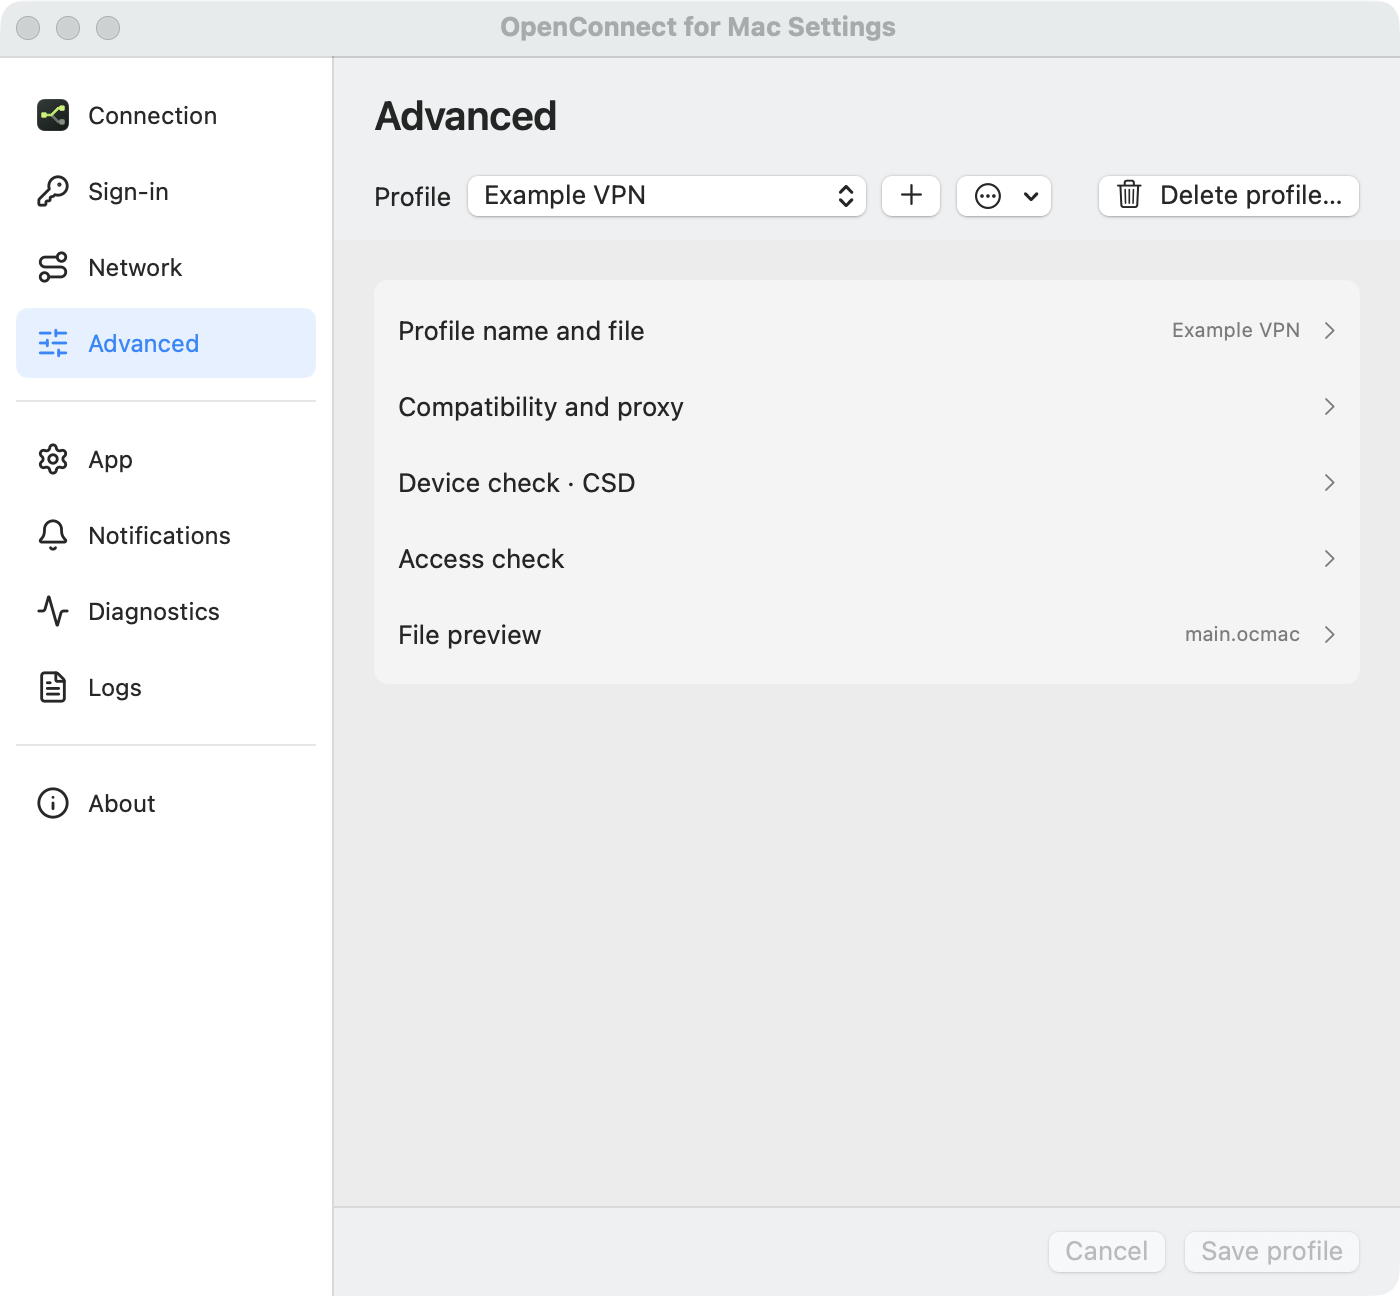 OpenConnect for Mac Settings
Connection
Sign-in
Network
Advanced
App
Notifications
Diagnostics
Logs
About
Advanced
Profile
Example VPN
Delete profile...
Profile name and file
Example VPN
Compatibility and proxy
Device check · CSD
Access check
File preview
main.ocmac
Cancel
Save profile